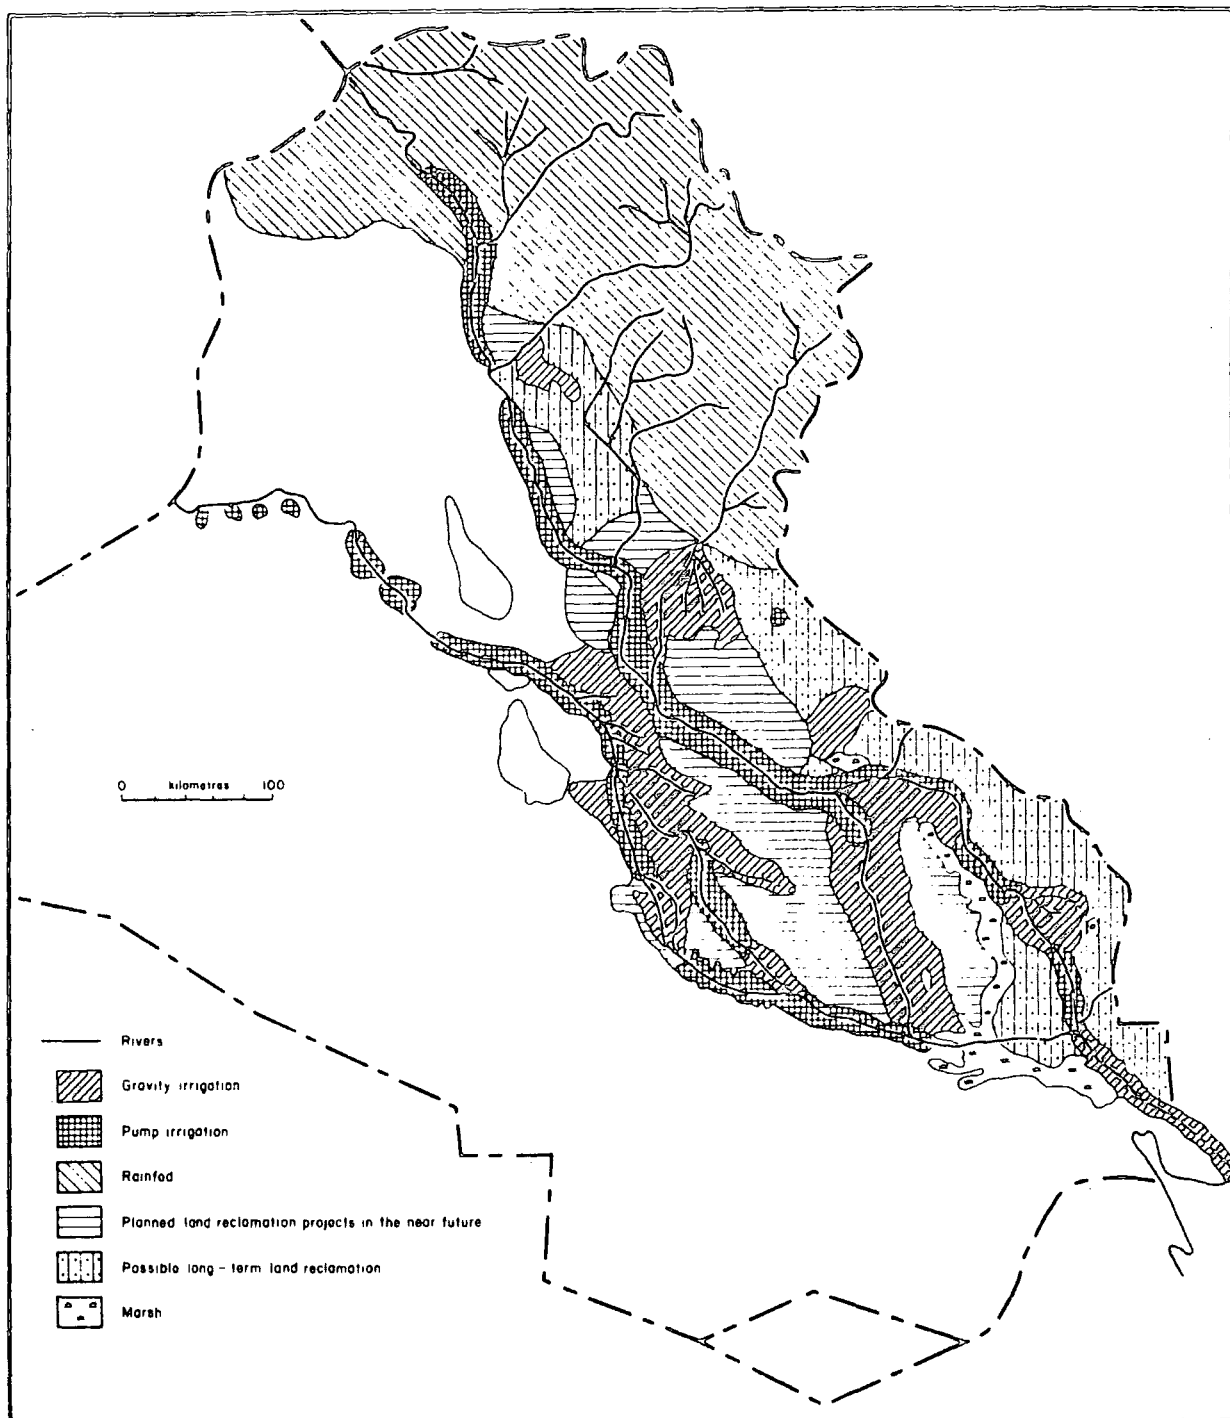 0 kilometres 100
Rivers
Gravity irrigation
Pump irrigation
Rainfed
Planned land reclamation projects in the near future
Possible long - term land reclamation
Marsh